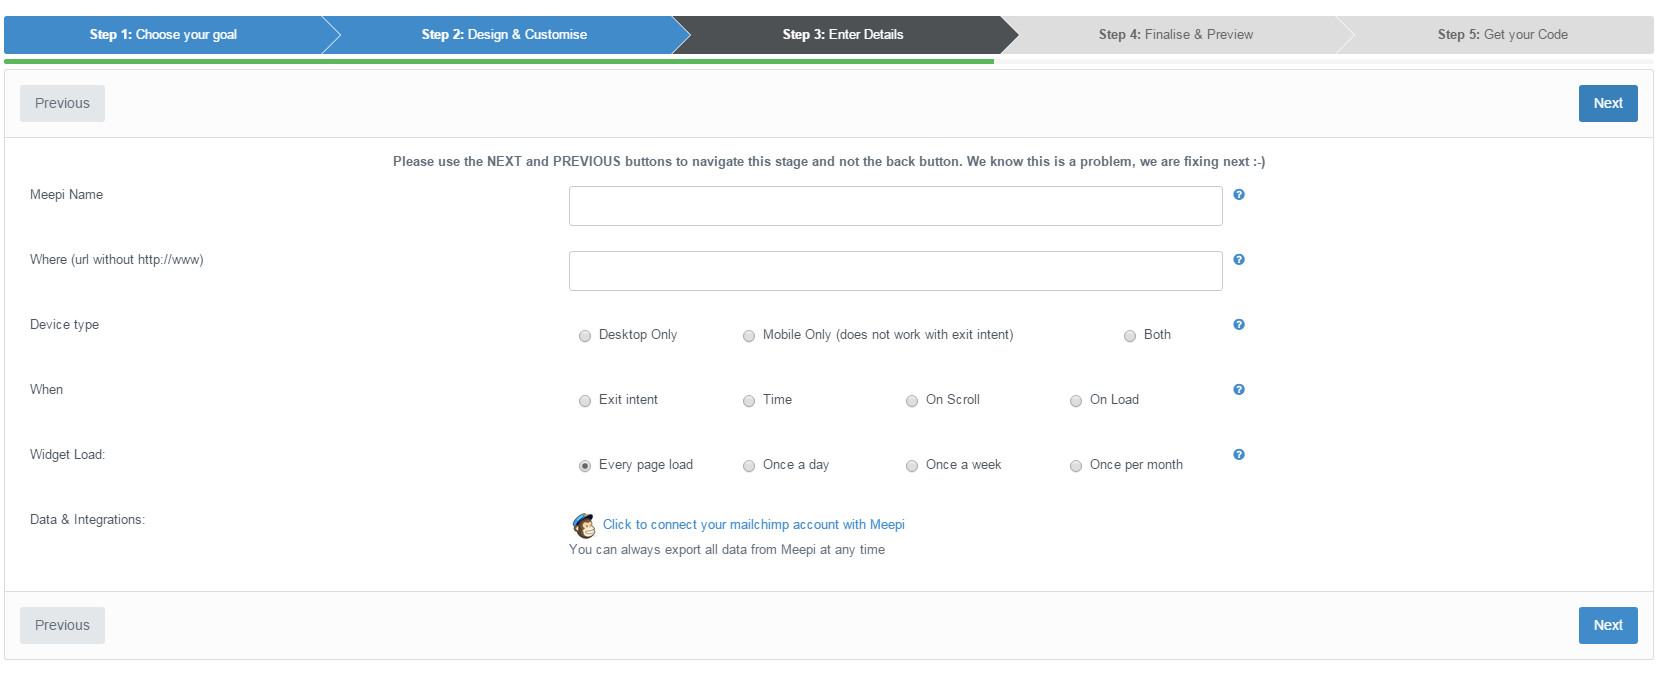 Step 1: Choose your goal
Step 2: Design & Customise
Step 3: Enter Details
Step 4: Finalise & Preview
Step 5: Get your Code
Previous
Next
Please use the NEXT and PREVIOUS buttons to navigate this stage and not the back button. We know this is a problem, we are fixing next :-)
Meepi Name
?
Where (url without http://www)
?
Device type
Desktop Only
Mobile Only (does not work with exit intent)
Both
?
When
Exit intent
Time
On Scroll
On Load
?
Widget Load:
Every page load
Once a day
Once a week
Once per month
?
Data & Integrations:
Click to connect your mailchimp account with Meepi
You can always export all data from Meepi at any time
Previous
Next